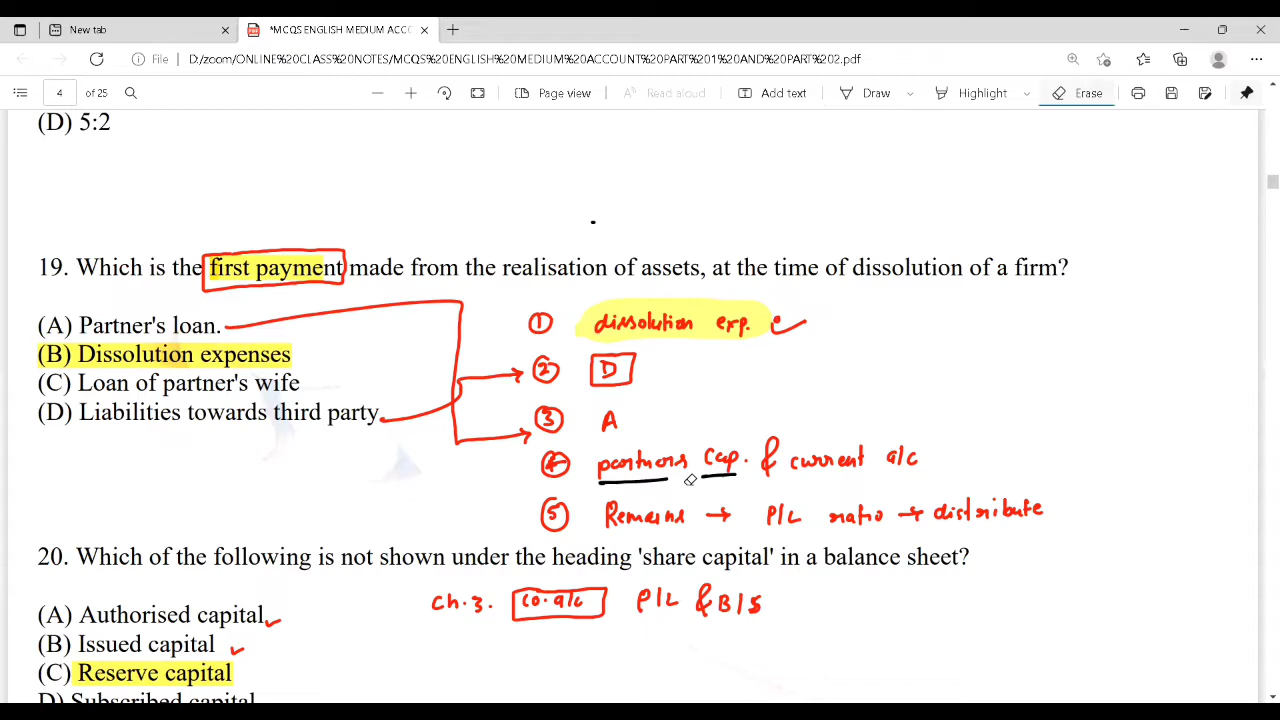 New tab
*MCQS ENGLISH MEDIUM ACCO
File
D:/zoom/ONLINE%20CLASS%20NOTES/MCQS%20ENGLISH%20MEDIUM%20ACCOUNT%20PART%201%20AND%20PART%202.pdf
4 of 25
Page view
Read aloud
Add text
Draw
Highlight
Erase
(D) 5:2
19. Which is the first payment made from the realisation of assets, at the time of dissolution of a firm?
(A) Partner's loan.
(B) Dissolution expenses
(C) Loan of partner's wife
(D) Liabilities towards third party
① dissolution exp.
② D
③ A
④ partners cap. & current a/c
⑤ Remains → P/L ratio → distribute
20. Which of the following is not shown under the heading 'share capital' in a balance sheet?
Ch.3. co. a/c P/L & B/S
(A) Authorised capital
(B) Issued capital
(C) Reserve capital
D) Subscribed capital